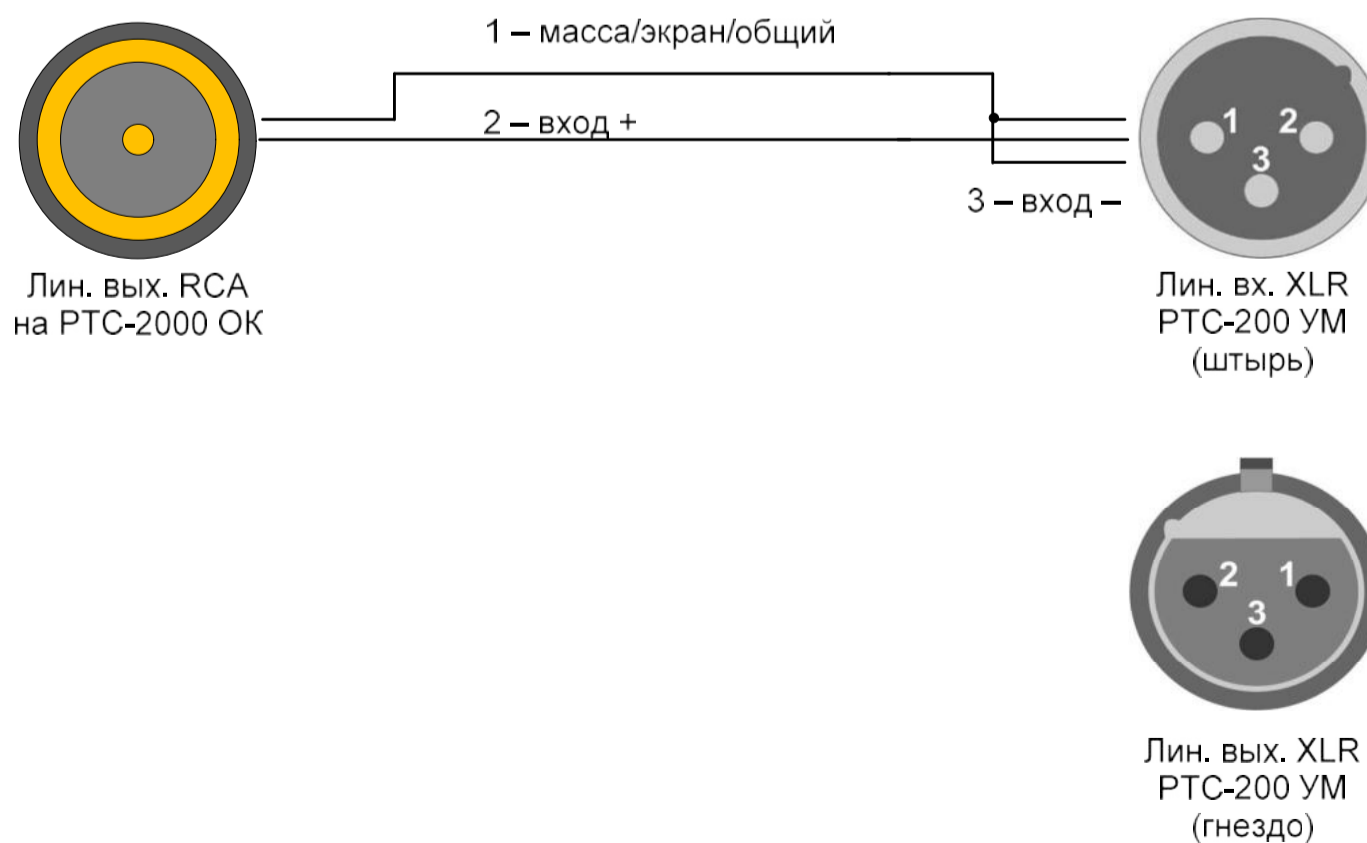 1 – масса/экран/общий
2 – вход +
3 – вход –
1 2
3
Лин. вых. RCA
на РТС-2000 ОК
Лин. вх. XLR
РТС-200 УМ
(штырь)
2 1
3
Лин. вых. XLR
РТС-200 УМ
(гнездо)